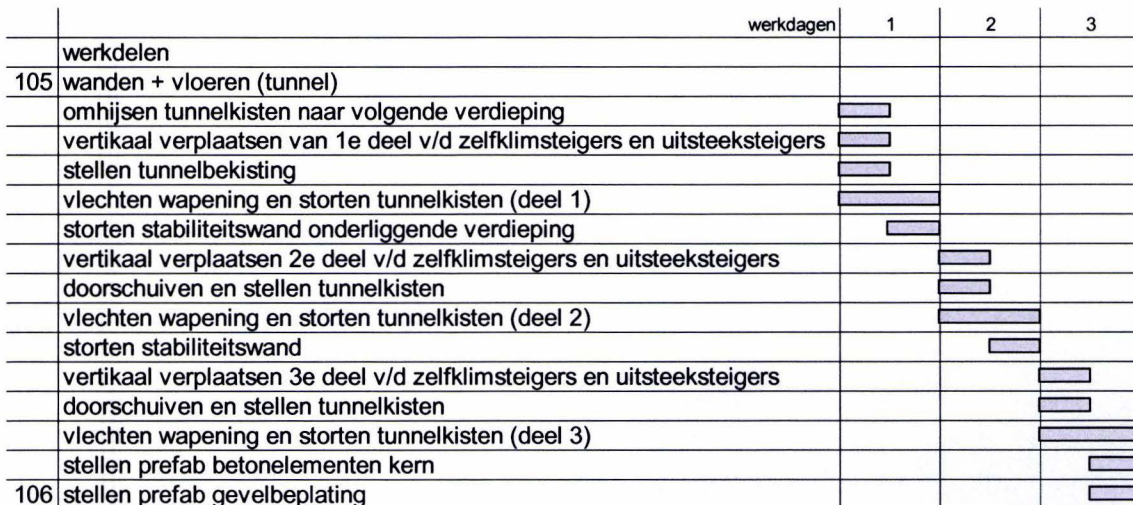 werkdagen 1 2 3
werkdelen
105 wanden + vloeren (tunnel)
omhijsen tunnelkisten naar volgende verdieping
vertikaal verplaatsen van 1e deel v/d zelfklimsteigers en uitsteeksteigers
stellen tunnelbekisting
vlechten wapening en storten tunnelkisten (deel 1)
storten stabiliteitswand onderliggende verdieping
vertikaal verplaatsen 2e deel v/d zelfklimsteigers en uitsteeksteigers
doorschuiven en stellen tunnelkisten
vlechten wapening en storten tunnelkisten (deel 2)
storten stabiliteitswand
vertikaal verplaatsen 3e deel v/d zelfklimsteigers en uitsteeksteigers
doorschuiven en stellen tunnelkisten
vlechten wapening en storten tunnelkisten (deel 3)
stellen prefab betonelementen kern
106 stellen prefab gevelbeplating